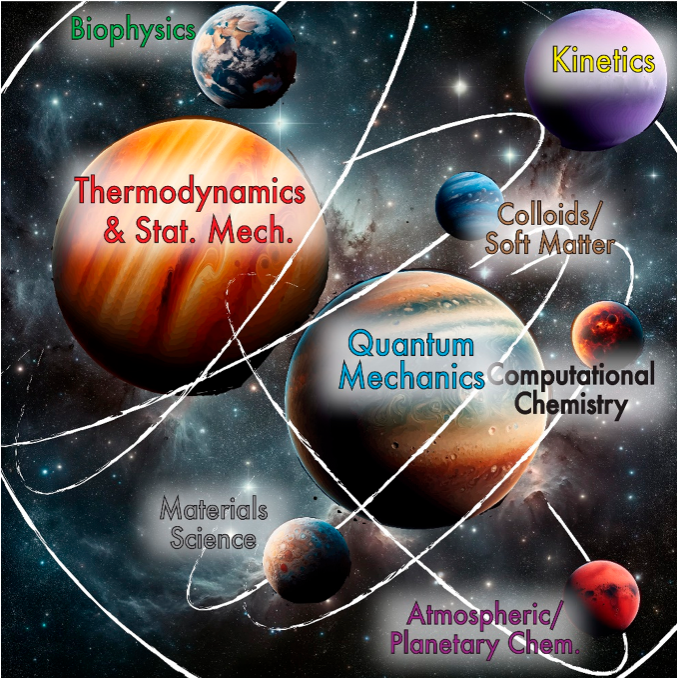 Biophysics
Kinetics
Thermodynamics
& Stat. Mech.
Colloids/
Soft Matter
Quantum
Mechanics
Computational
Chemistry
Materials
Science
Atmospheric/
Planetary Chem.